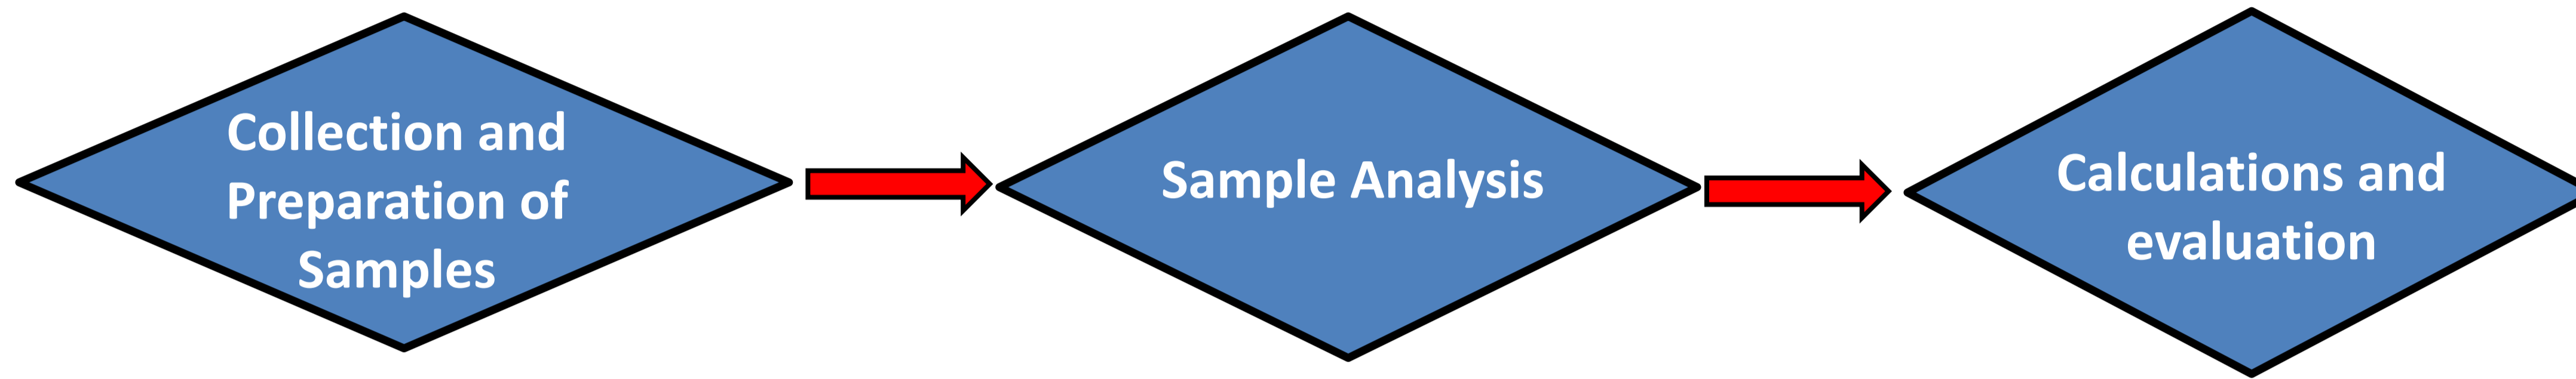 Collection and
Preparation of
Samples
Sample Analysis
Calculations and
evaluation